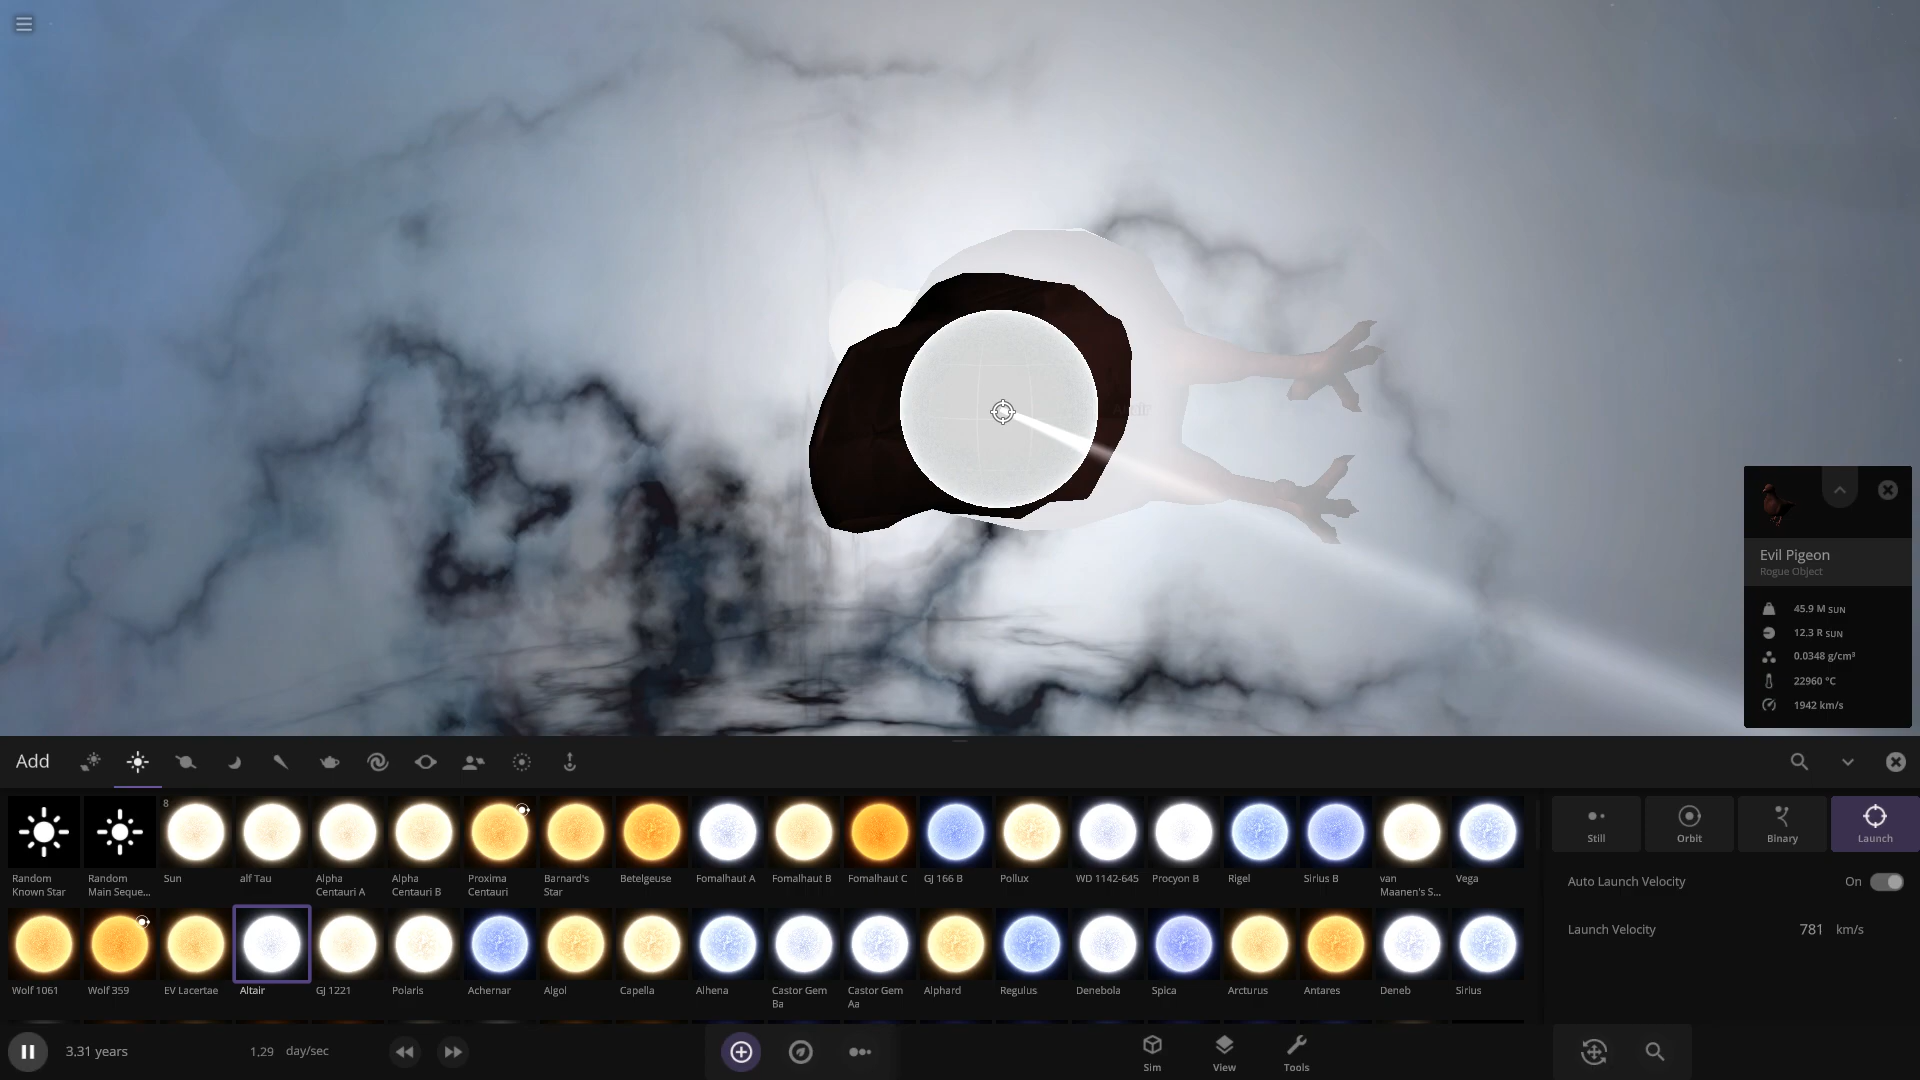 Evil Pigeon
Rogue Object
45.9 M SUN
12.3 R SUN
0.0348 g/cm³
22960 °C
1942 km/s
Add
8
Random
Known Star
Random
Main Seque...
Sun
alf Tau
Alpha
Centauri A
Alpha
Centauri B
Proxima
Centauri
Barnard's
Star
Betelgeuse
Fomalhaut A
Fomalhaut B
Fomalhaut C
GJ 166 B
Pollux
WD 1142-645
Procyon B
Rigel
Sirius B
van
Maanen's S...
Vega
Wolf 1061
Wolf 359
EV Lacertae
Altair
GJ 1221
Polaris
Achernar
Algol
Capella
Alhena
Castor Gem
Ba
Castor Gem
Aa
Alphard
Regulus
Denebola
Spica
Arcturus
Antares
Deneb
Sirius
Still
Orbit
Binary
Launch
Auto Launch Velocity
On
Launch Velocity
781 km/s
3.31 years
1,29 day/sec
Sim
View
Tools